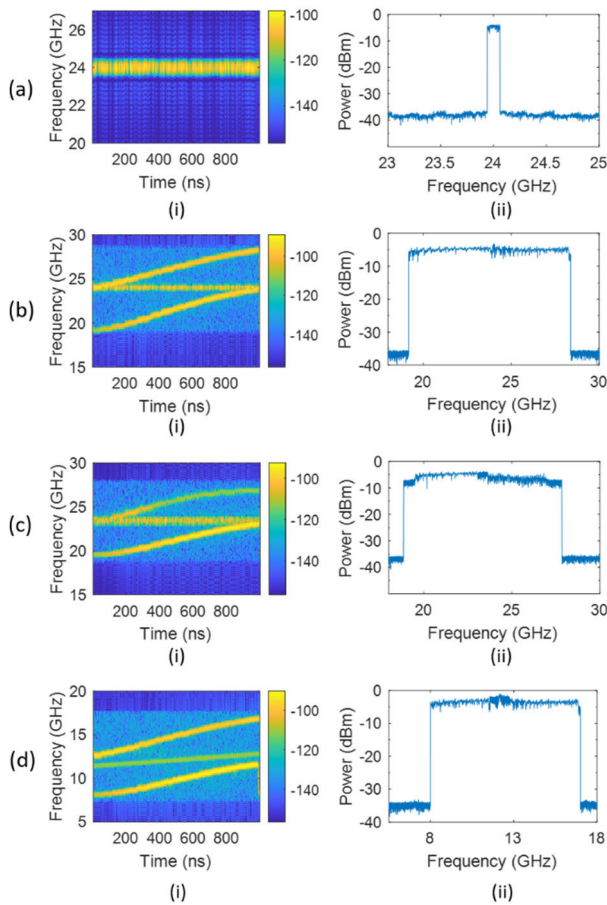 (a)
Frequency (GHz)
26
24
22
20
200 400 600 800
Time (ns)
-100
-120
-140
(i)
Power (dBm)
0
-10
-20
-30
-40
23 23.5 24 24.5 25
Frequency (GHz)
(ii)
(b)
Frequency (GHz)
30
25
20
15
200 400 600 800
Time (ns)
-100
-120
-140
(i)
Power (dBm)
0
-10
-20
-30
-40
20 25 30
Frequency (GHz)
(ii)
(c)
Frequency (GHz)
30
25
20
15
200 400 600 800
Time (ns)
-100
-120
-140
(i)
Power (dBm)
0
-10
-20
-30
-40
20 25 30
Frequency (GHz)
(ii)
(d)
Frequency (GHz)
20
15
10
5
200 400 600 800
Time (ns)
-100
-120
-140
(i)
Power (dBm)
0
-10
-20
-30
-40
8 13 18
Frequency (GHz)
(ii)